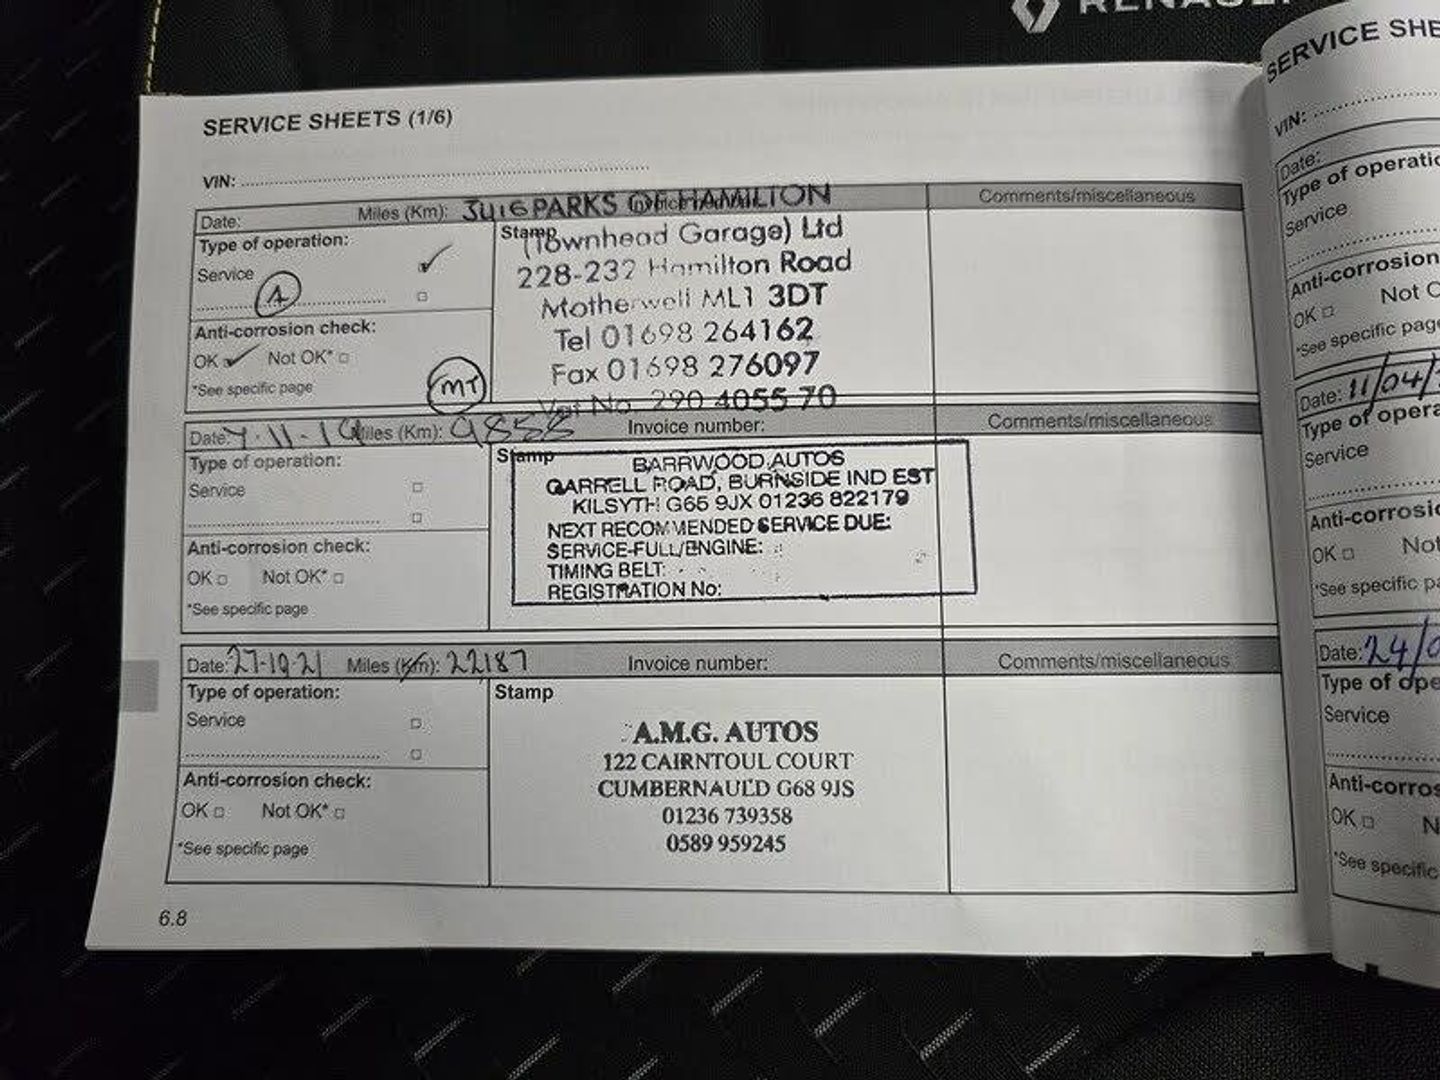 RENAULT
SERVICE SHEETS (1/6)
VIN:
Date: Miles (Km): 3416 PARKS OF HAMILTON Comments/miscellaneous
Type of operation: Stamp (Townhead Garage) Ltd
Service 228-232 Hamilton Road
A Motherwell ML1 3DT
Anti-corrosion check: Tel 01698 264162
OK Not OK* Fax 01698 276097
*See specific page MT
Vat No. 290 4055 70
Date: 7-11-19 Miles (Km): 9858 Invoice number: Comments/miscellaneous
Type of operation: Stamp BARRWOOD AUTOS
Service GARRELL ROAD, BURNSIDE IND EST
KILSYTH G65 9JX 01236 822179
NEXT RECOMMENDED SERVICE DUE:
Anti-corrosion check: SERVICE-FULL/ENGINE:
OK Not OK* TIMING BELT:
*See specific page REGISTRATION No:
Date: 27-10-21 Miles (Km): 22187 Invoice number: Comments/miscellaneous
Type of operation: Stamp
Service A.M.G. AUTOS
122 CAIRNTOUL COURT
Anti-corrosion check: CUMBERNAULD G68 9JS
OK Not OK* 01236 739358
*See specific page 0589 959245
6.8
SERVICE SHE
VIN:
Date:
Type of operatio
Service
Anti-corrosion
OK Not O
*See specific page
Date: 11/04/
Type of opera
Service
Anti-corrosio
OK Not
*See specific pa
Date: 24/0
Type of ope
Service
Anti-corros
OK N
*See specific